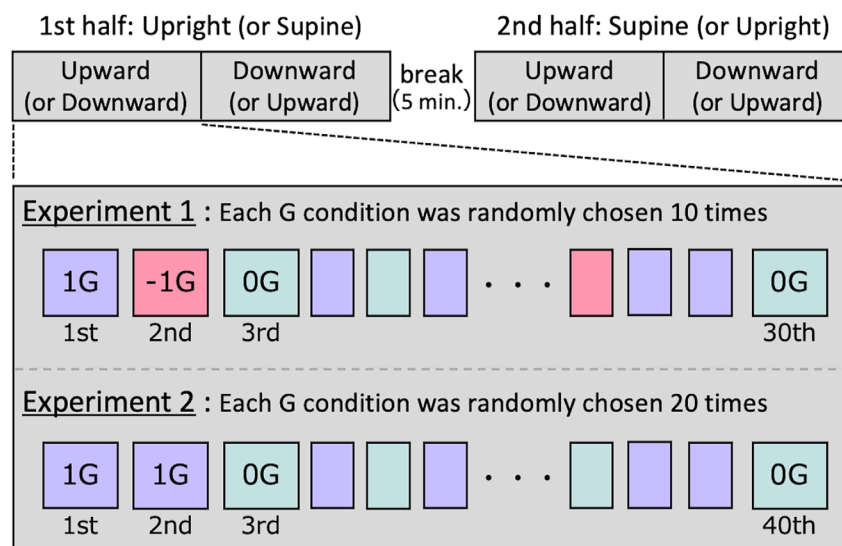 1st half: Upright (or Supine)
2nd half: Supine (or Upright)
Upward
(or Downward)
Downward
(or Upward)
break
(5 min.)
Upward
(or Downward)
Downward
(or Upward)
Experiment 1 : Each G condition was randomly chosen 10 times
1G
-1G
0G
. . .
0G
1st
2nd
3rd
30th
Experiment 2 : Each G condition was randomly chosen 20 times
1G
1G
0G
. . .
0G
1st
2nd
3rd
40th